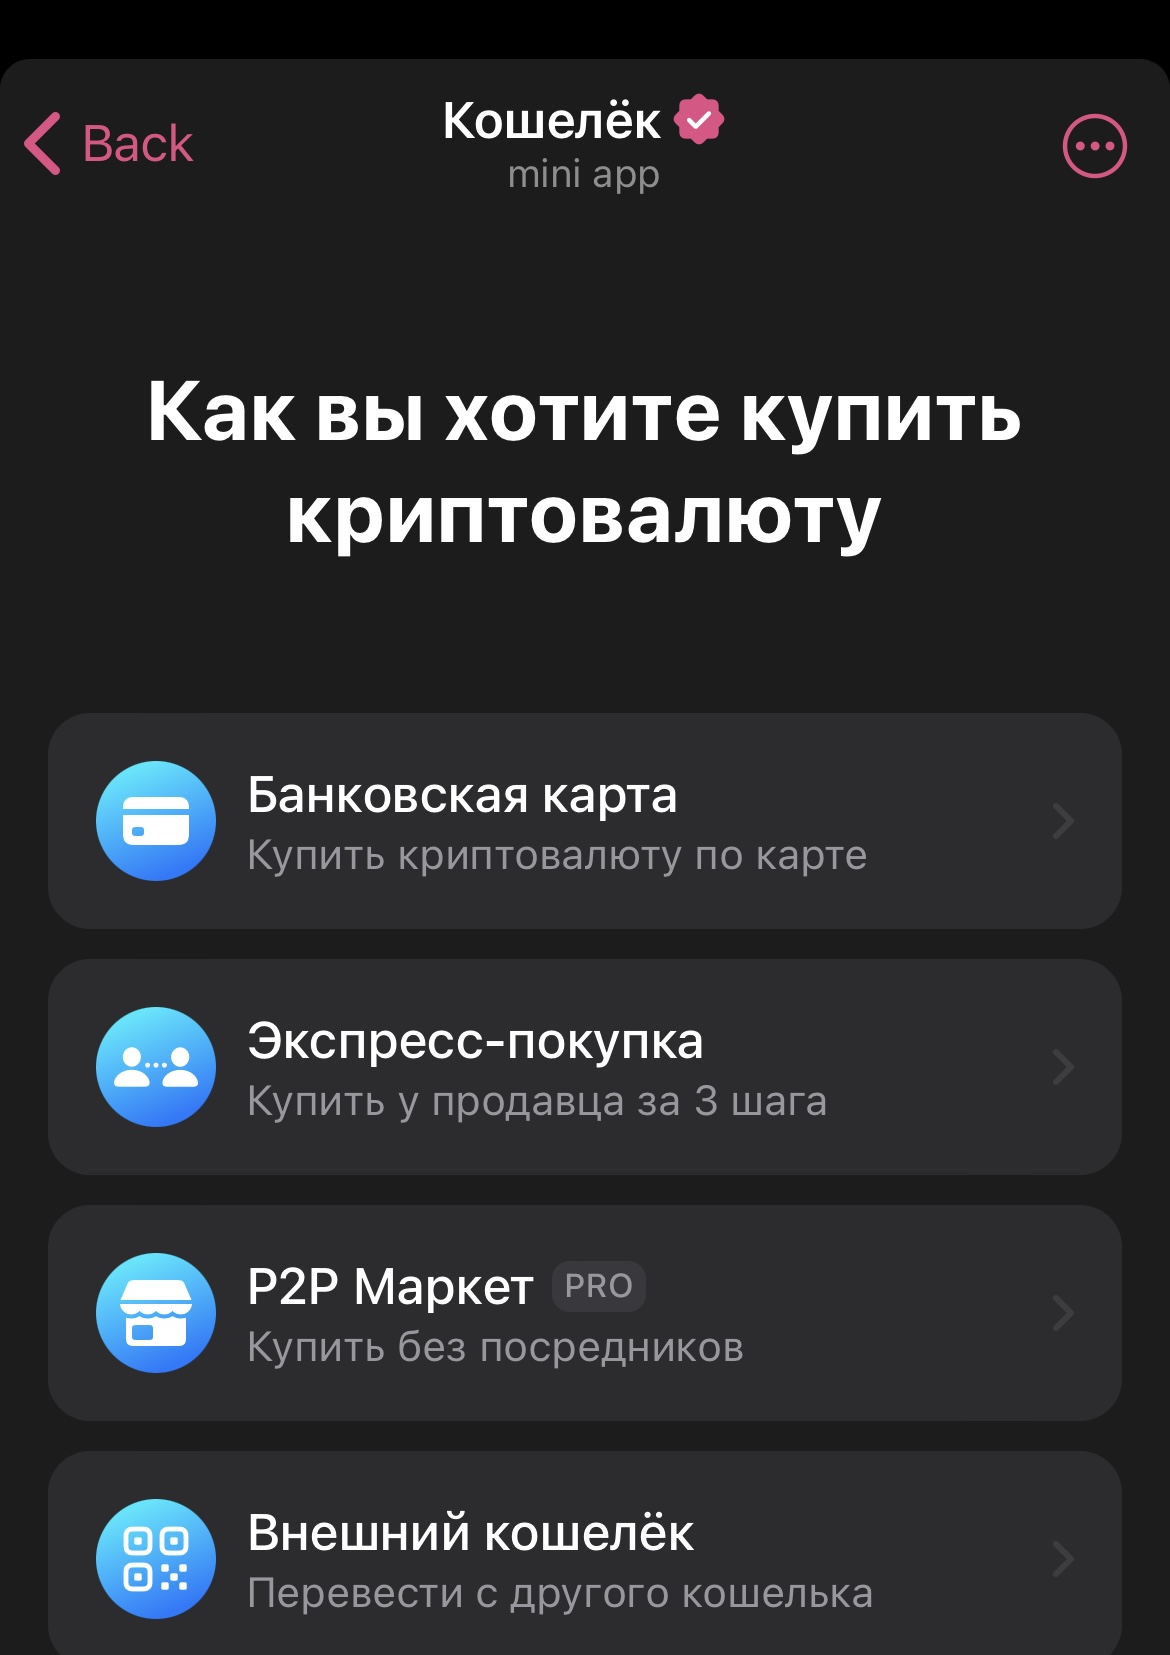 Back
Кошелёк
mini app
Как вы хотите купить
криптовалюту
Банковская карта
Купить криптовалюту по карте
Экспресс-покупка
Купить у продавца за 3 шага
P2P Маркет PRO
Купить без посредников
Внешний кошелёк
Перевести с другого кошелька